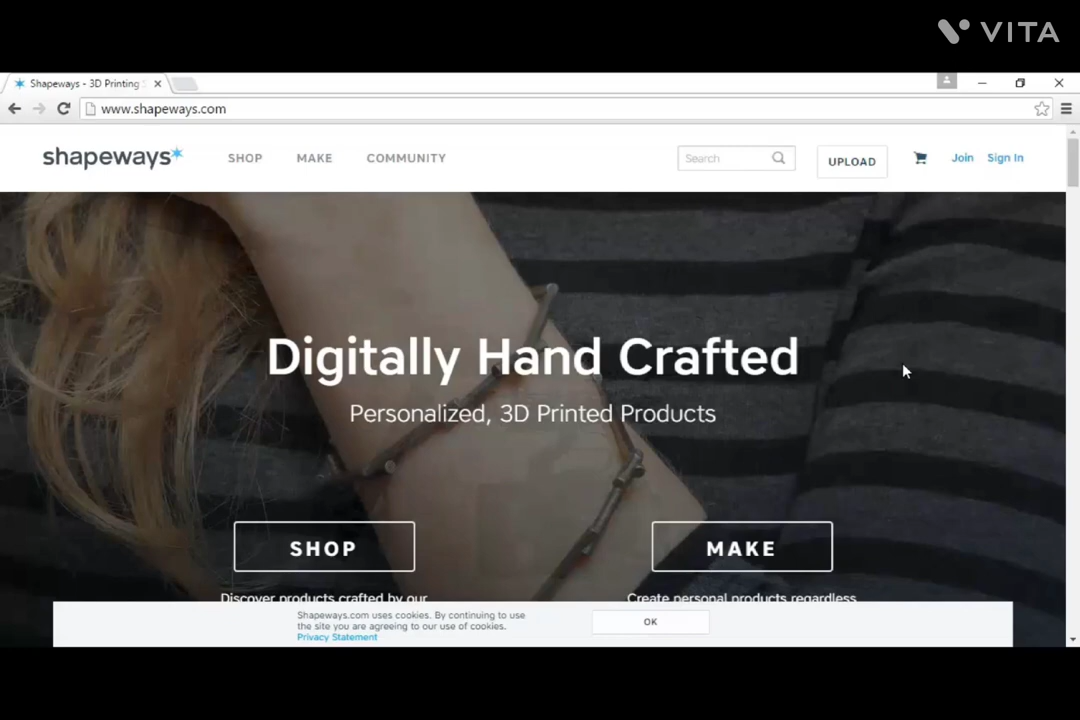 VITA
Shapeways - 3D Printing
www.shapeways.com
shapeways
SHOP MAKE COMMUNITY
Search
UPLOAD
Join Sign In
Digitally Hand Crafted
Personalized, 3D Printed Products
SHOP
MAKE
Discover products crafted by our
Create personal products regardless
Shapeways.com uses cookies. By continuing to use
the site you are agreeing to our use of cookies.
Privacy Statement
OK